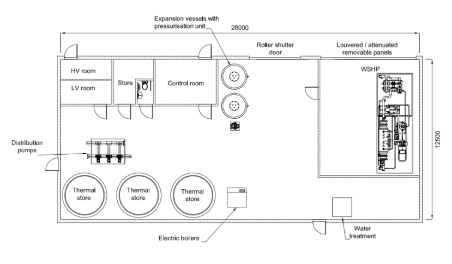 Expansion vessels with
pressurisation unit
28000
Roller shutter
door
Louvered / attenuated
removable panels
HV room
LV room
Store
Control room
WSHP
12500
Distribution
pumps
Thermal
store
Thermal
store
Thermal
store
Electric boilers
Water
treatment